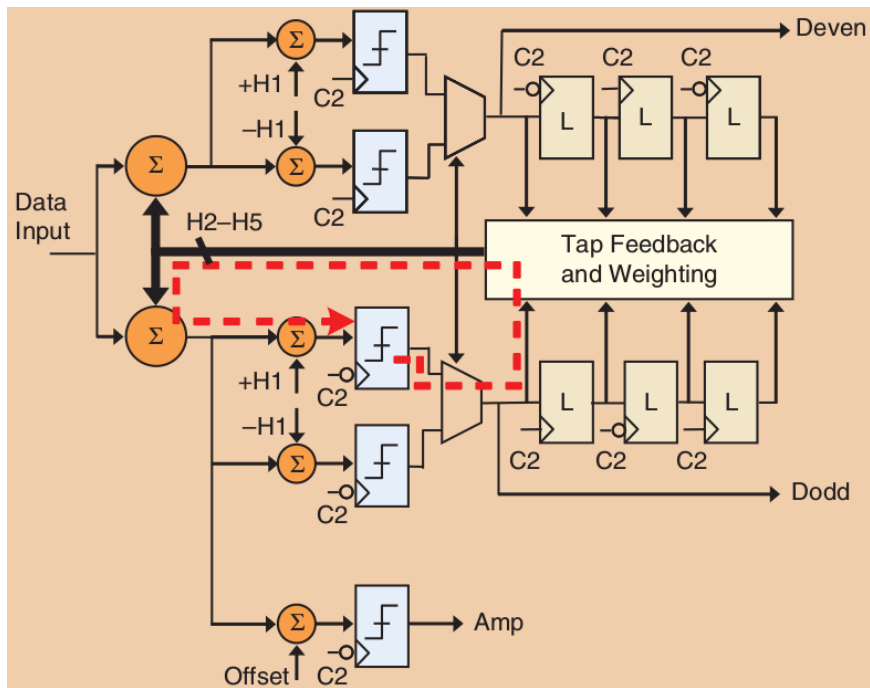 Deven
Σ
C2
C2
C2
+H1
C2
L
L
L
−H1
Σ
Σ
C2
Data
Input
H2–H5
Tap Feedback
and Weighting
Σ
Σ
+H1
C2
L
L
L
−H1
C2
C2
C2
Σ
C2
Dodd
Σ
Amp
Offset
C2